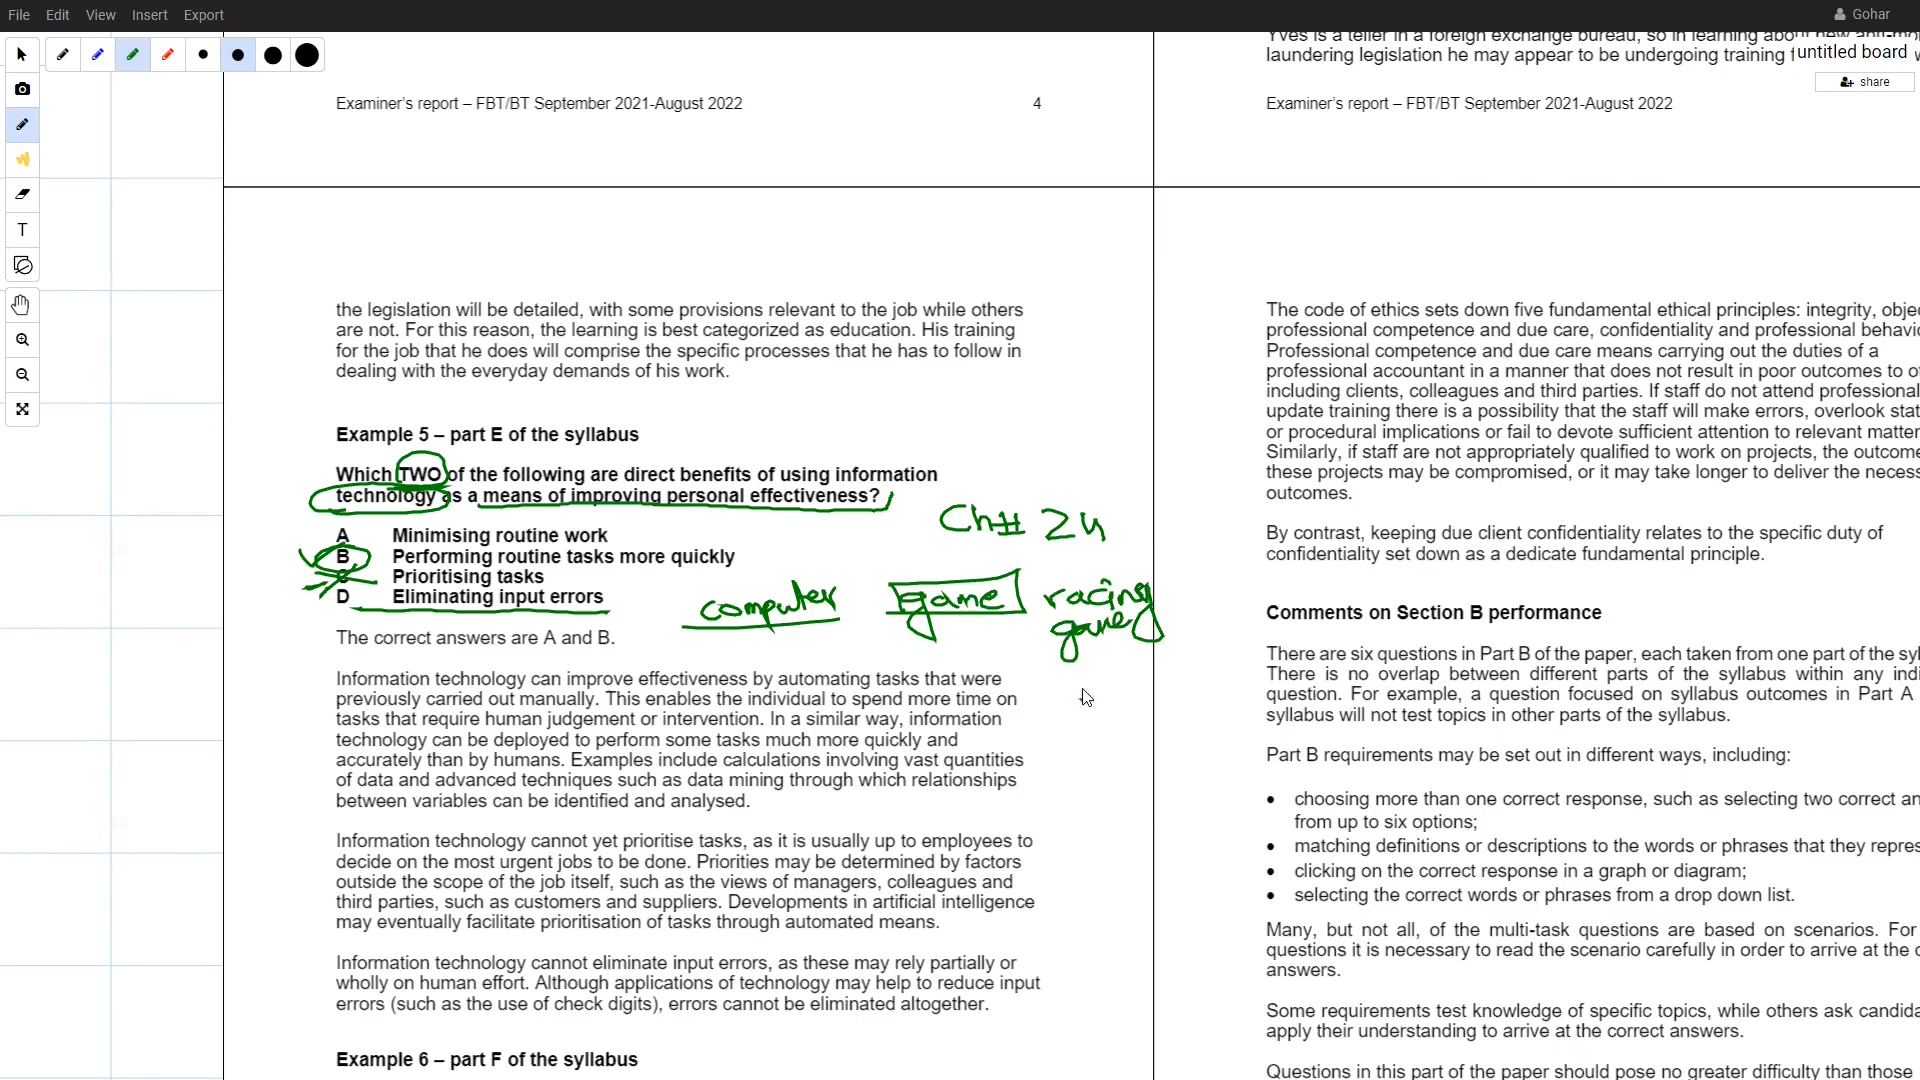 File Edit View Insert Export
Gohar
untitled board
share
T
Examiner's report – FBT/BT September 2021-August 2022 4
the legislation will be detailed, with some provisions relevant to the job while others
are not. For this reason, the learning is best categorized as education. His training
for the job that he does will comprise the specific processes that he has to follow in
dealing with the everyday demands of his work.
Example 5 – part E of the syllabus
Which TWO of the following are direct benefits of using information
technology as a means of improving personal effectiveness?
A Minimising routine work
B Performing routine tasks more quickly
C Prioritising tasks
D Eliminating input errors
Ch# 24
computer game racing
game
The correct answers are A and B.
Information technology can improve effectiveness by automating tasks that were
previously carried out manually. This enables the individual to spend more time on
tasks that require human judgement or intervention. In a similar way, information
technology can be deployed to perform some tasks much more quickly and
accurately than by humans. Examples include calculations involving vast quantities
of data and advanced techniques such as data mining through which relationships
between variables can be identified and analysed.
Information technology cannot yet prioritise tasks, as it is usually up to employees to
decide on the most urgent jobs to be done. Priorities may be determined by factors
outside the scope of the job itself, such as the views of managers, colleagues and
third parties, such as customers and suppliers. Developments in artificial intelligence
may eventually facilitate prioritisation of tasks through automated means.
Information technology cannot eliminate input errors, as these may rely partially or
wholly on human effort. Although applications of technology may help to reduce input
errors (such as the use of check digits), errors cannot be eliminated altogether.
Example 6 – part F of the syllabus
Yves is a teller in a foreign exchange bureau, so in learning about new anti-
laundering legislation he may appear to be undergoing training
Examiner's report – FBT/BT September 2021-August 2022
The code of ethics sets down five fundamental ethical principles: integrity,
professional competence and due care, confidentiality and professional
Professional competence and due care means carrying out the duties of a
professional accountant in a manner that does not result in poor outcomes to
including clients, colleagues and third parties. If staff do not attend professional
update training there is a possibility that the staff will make errors, overlook
or procedural implications or fail to devote sufficient attention to relevant
Similarly, if staff are not appropriately qualified to work on projects, the
these projects may be compromised, or it may take longer to deliver the
outcomes.
By contrast, keeping due client confidentiality relates to the specific duty of
confidentiality set down as a dedicate fundamental principle.
Comments on Section B performance
There are six questions in Part B of the paper, each taken from one part of the
There is no overlap between different parts of the syllabus within any
question. For example, a question focused on syllabus outcomes in Part A
syllabus will not test topics in other parts of the syllabus.
Part B requirements may be set out in different ways, including:
• choosing more than one correct response, such as selecting two correct
from up to six options;
• matching definitions or descriptions to the words or phrases that they
• clicking on the correct response in a graph or diagram;
• selecting the correct words or phrases from a drop down list.
Many, but not all, of the multi-task questions are based on scenarios. For
questions it is necessary to read the scenario carefully in order to arrive at the
answers.
Some requirements test knowledge of specific topics, while others ask
apply their understanding to arrive at the correct answers.
Questions in this part of the paper should pose no greater difficulty than those